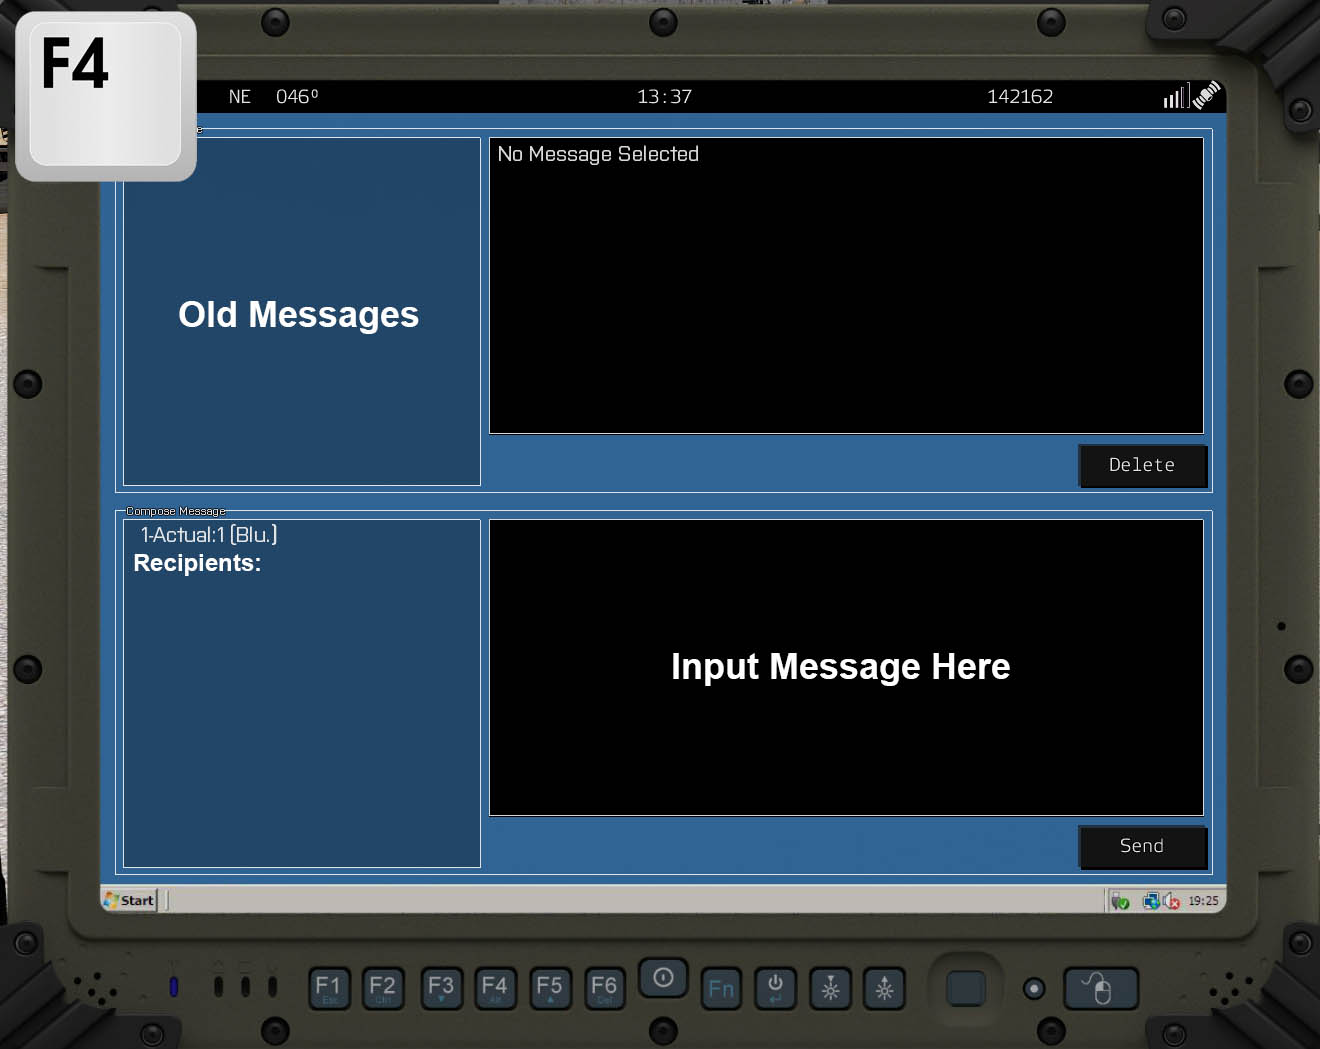 F4
NE 046⁰ 13:37 142162
No Message Selected
Old Messages
Delete
Compose Message
1-Actual:1 (Blu.)
Recipients:
Input Message Here
Send
Start
19:25
F1 F2 F3 F4 F5 F6 Fn
Esc Ctrl Alt Del